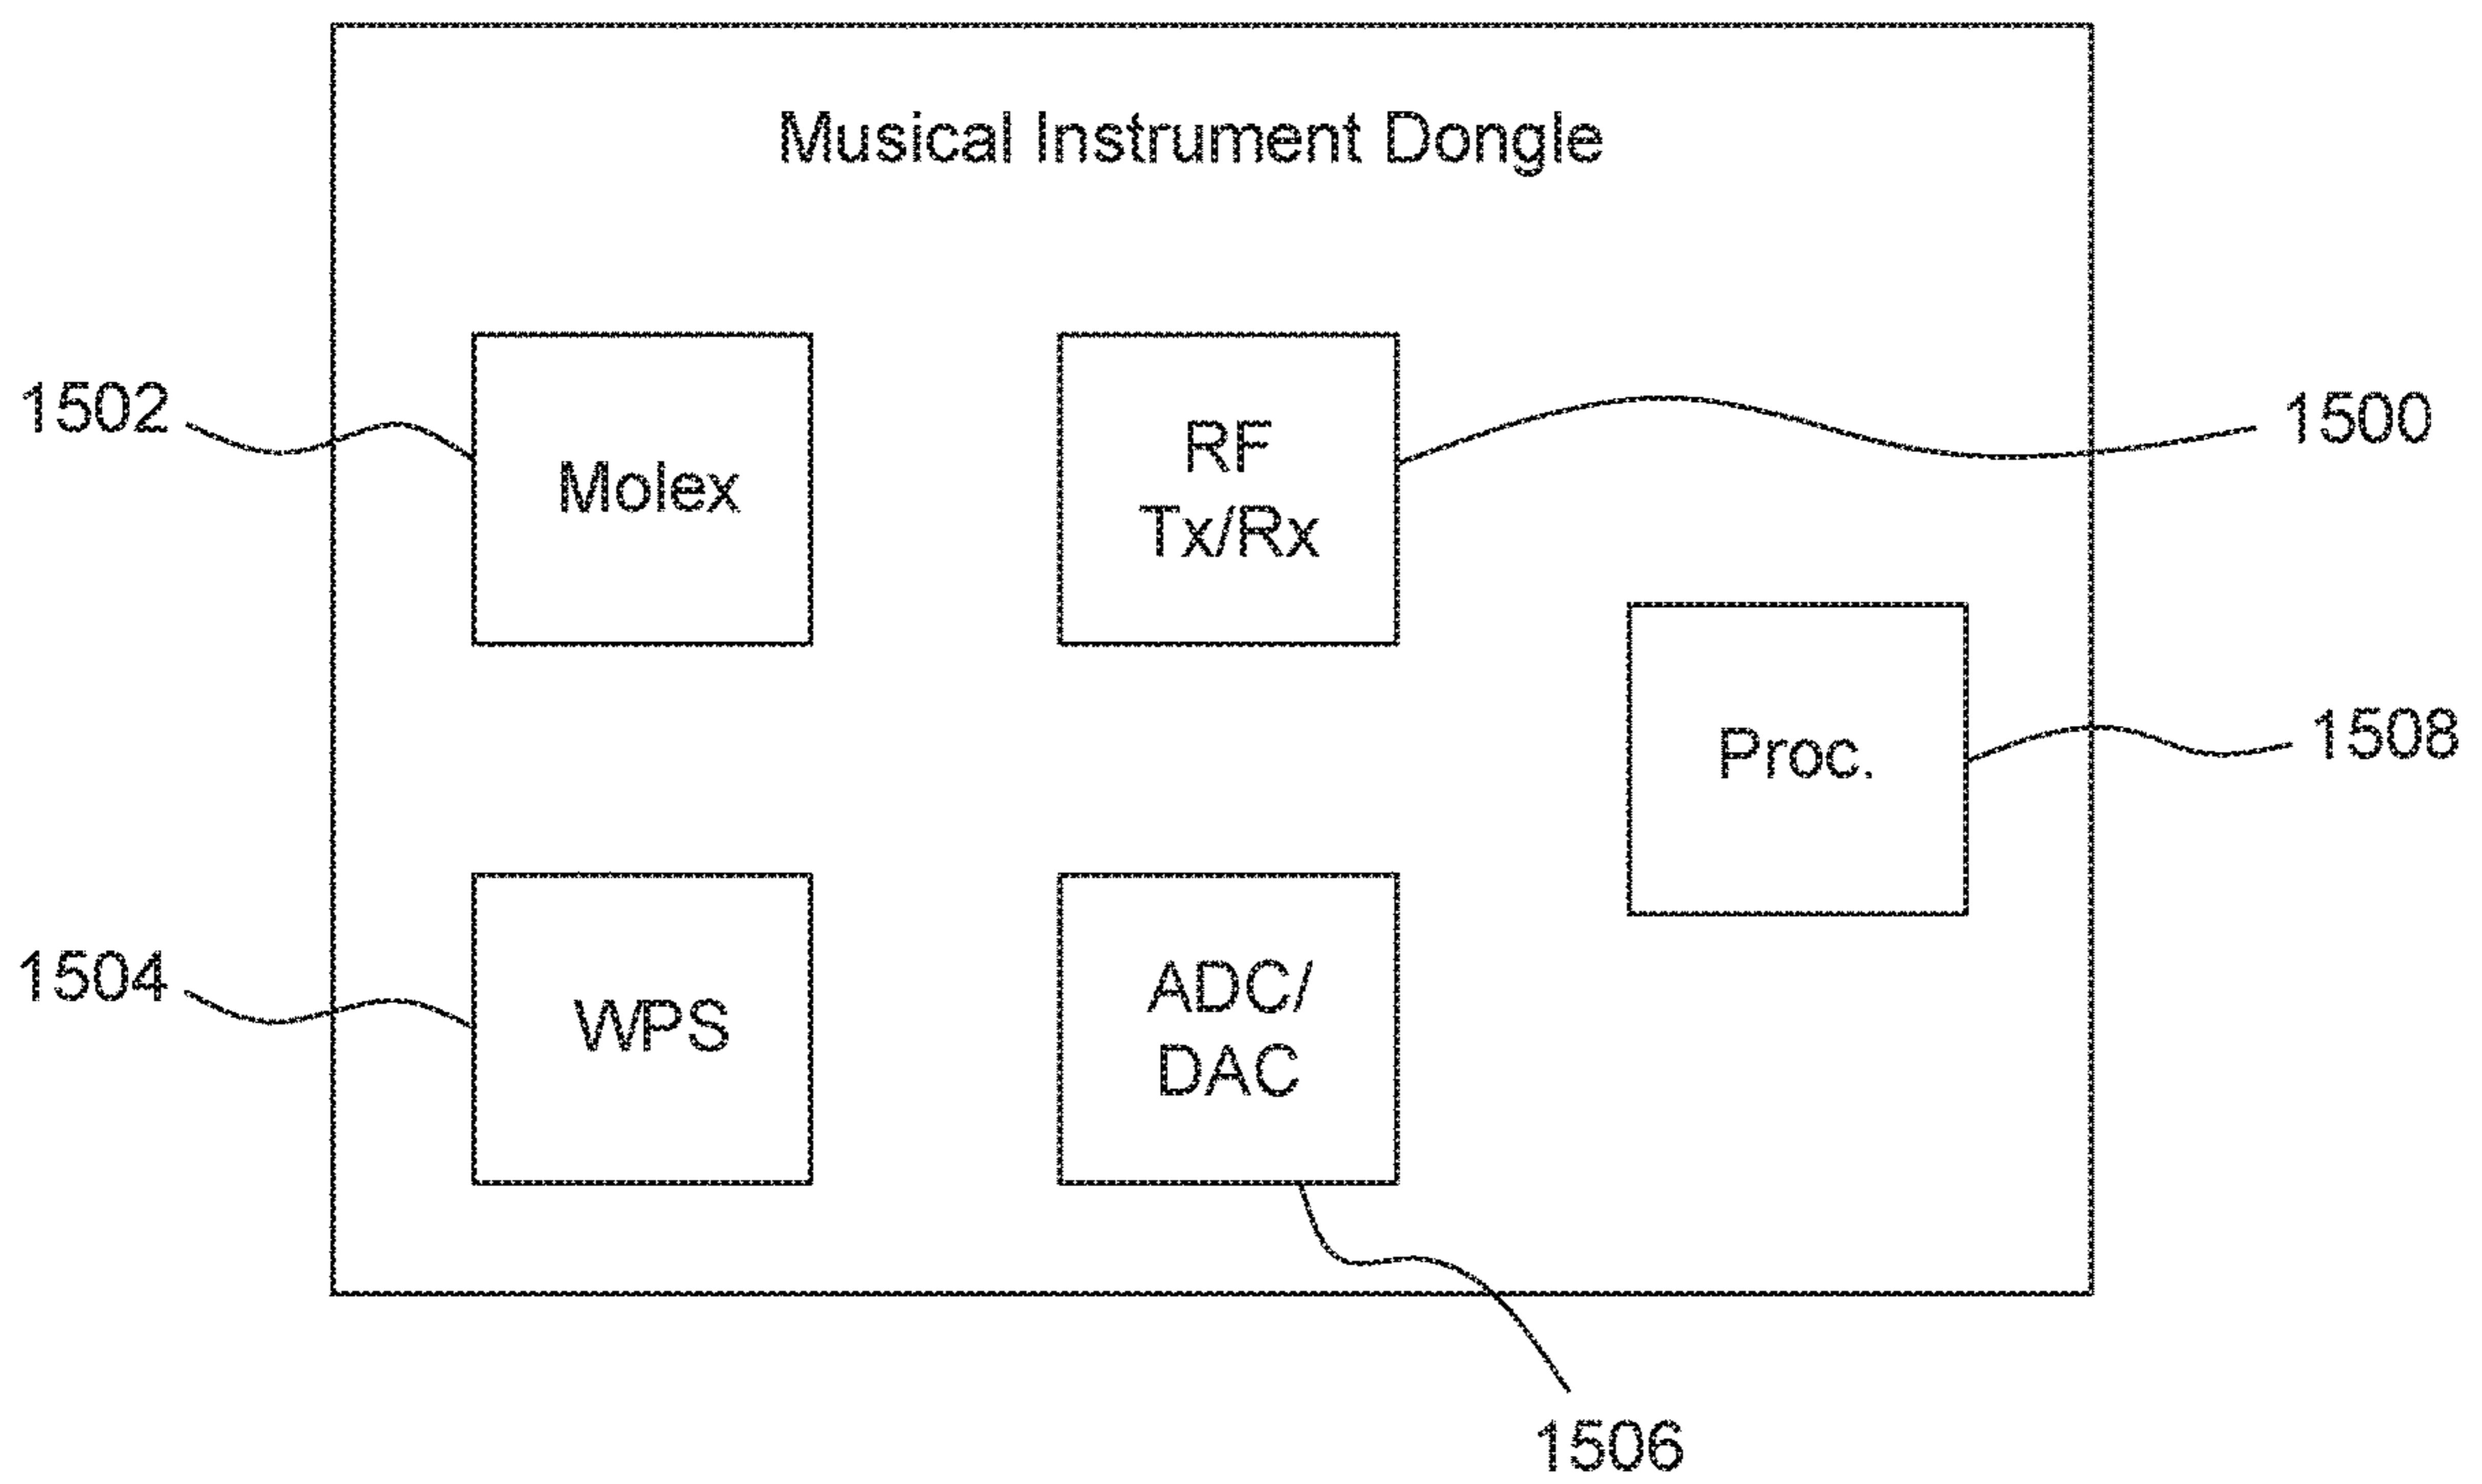 Musical Instrument Dongle
1502
Molex
RF
Tx/Rx
1500
Proc.
1508
1504
WPS
ADC/
DAC
1506